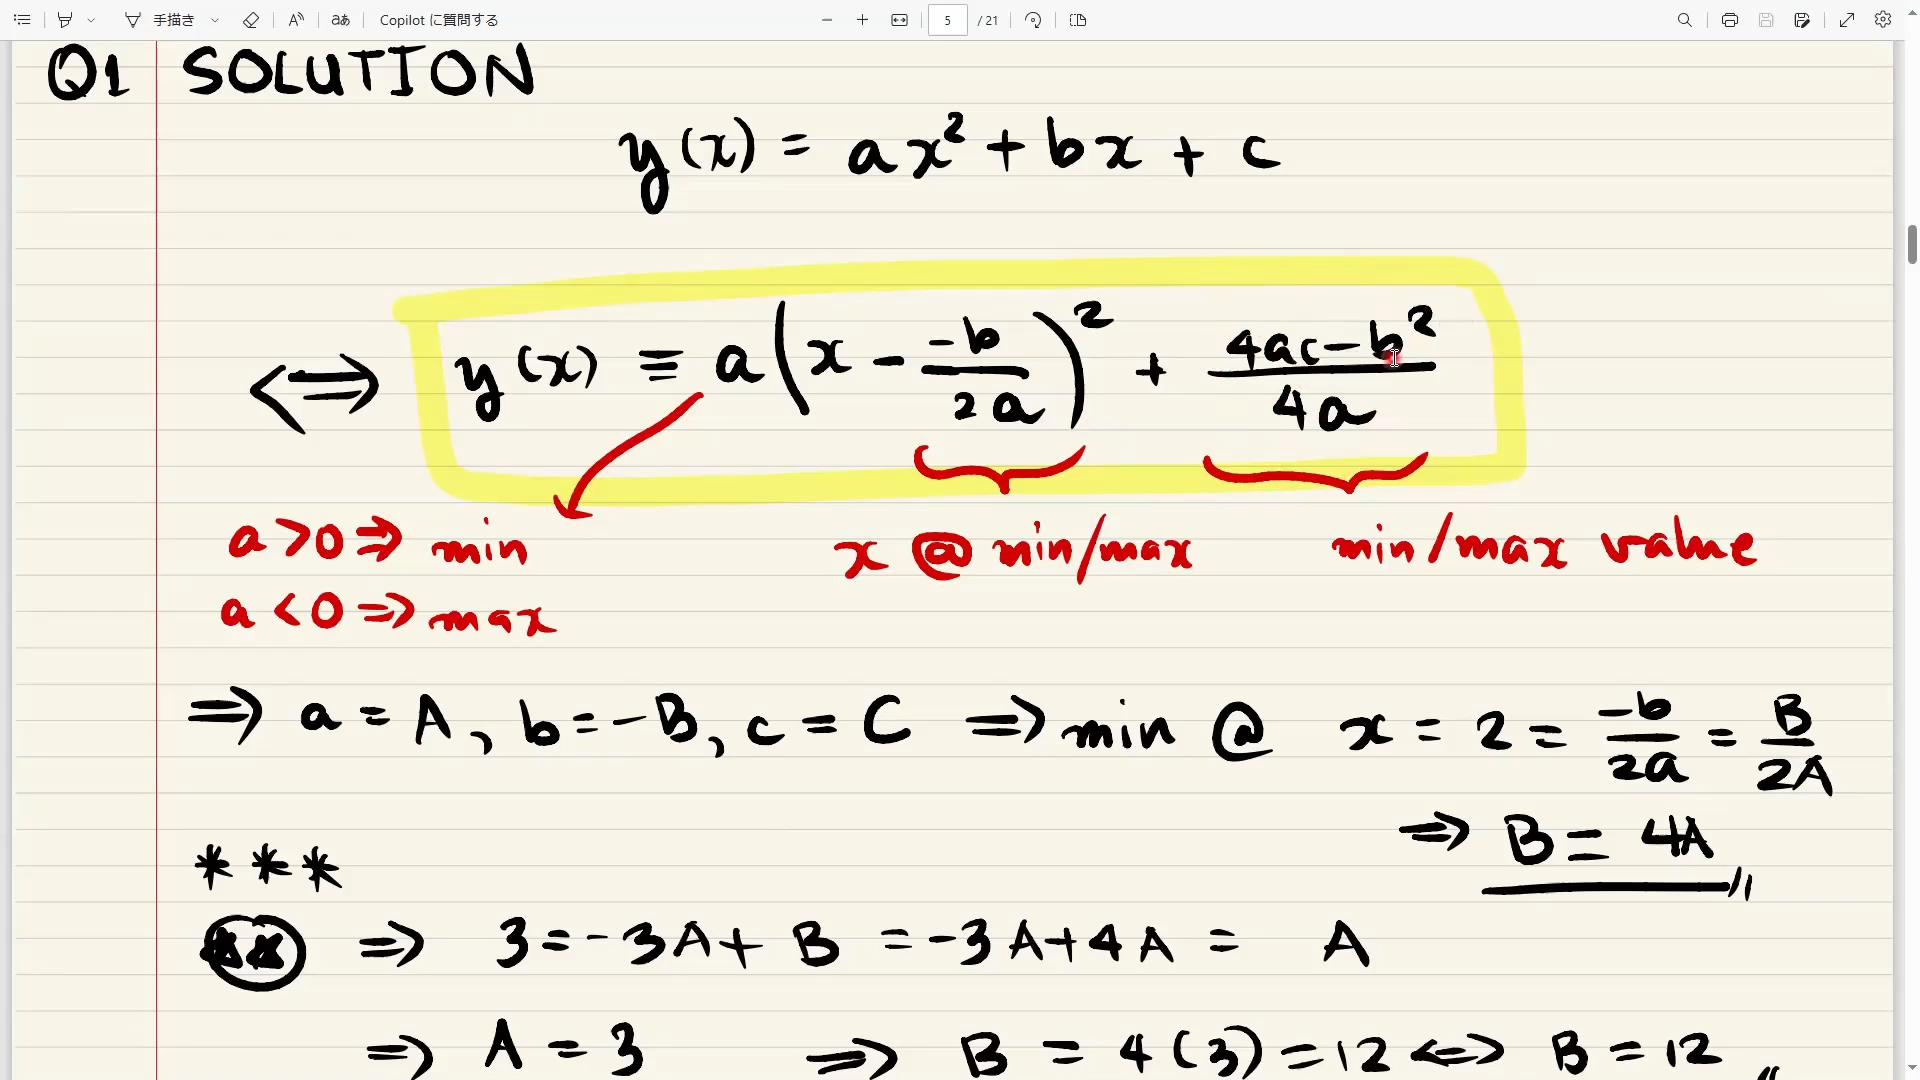 手描き Copilot に質問する 5 / 21
Q1 SOLUTION
y(x) = ax² + bx + c
⟺ y(x) ≡ a(x - (-b)/(2a))² + (4ac-b²)/(4a)
a>0 ⇒ min x @ min/max min/max value
a<0 ⇒ max
⇒ a = A, b = -B, c = C ⇒ min @ x = 2 = -b/2a = B/2A
⇒ B = 4A
***
⇒ 3 = -3A + B = -3A + 4A = A
⇒ A = 3 ⇒ B = 4(3) = 12 ⟺ B = 12